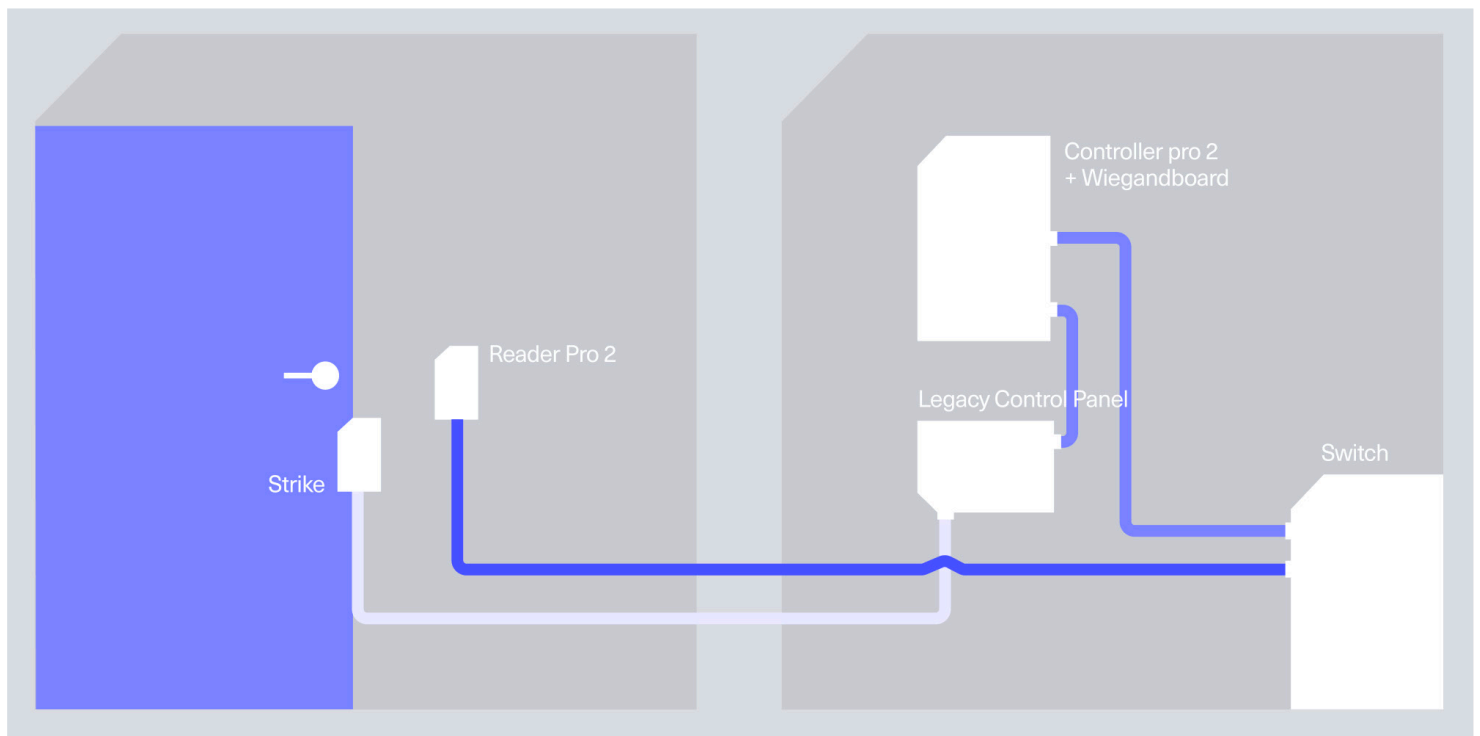 Controller pro 2
+ Wiegandboard
Reader Pro 2
Legacy Control Panel
Switch
Strike